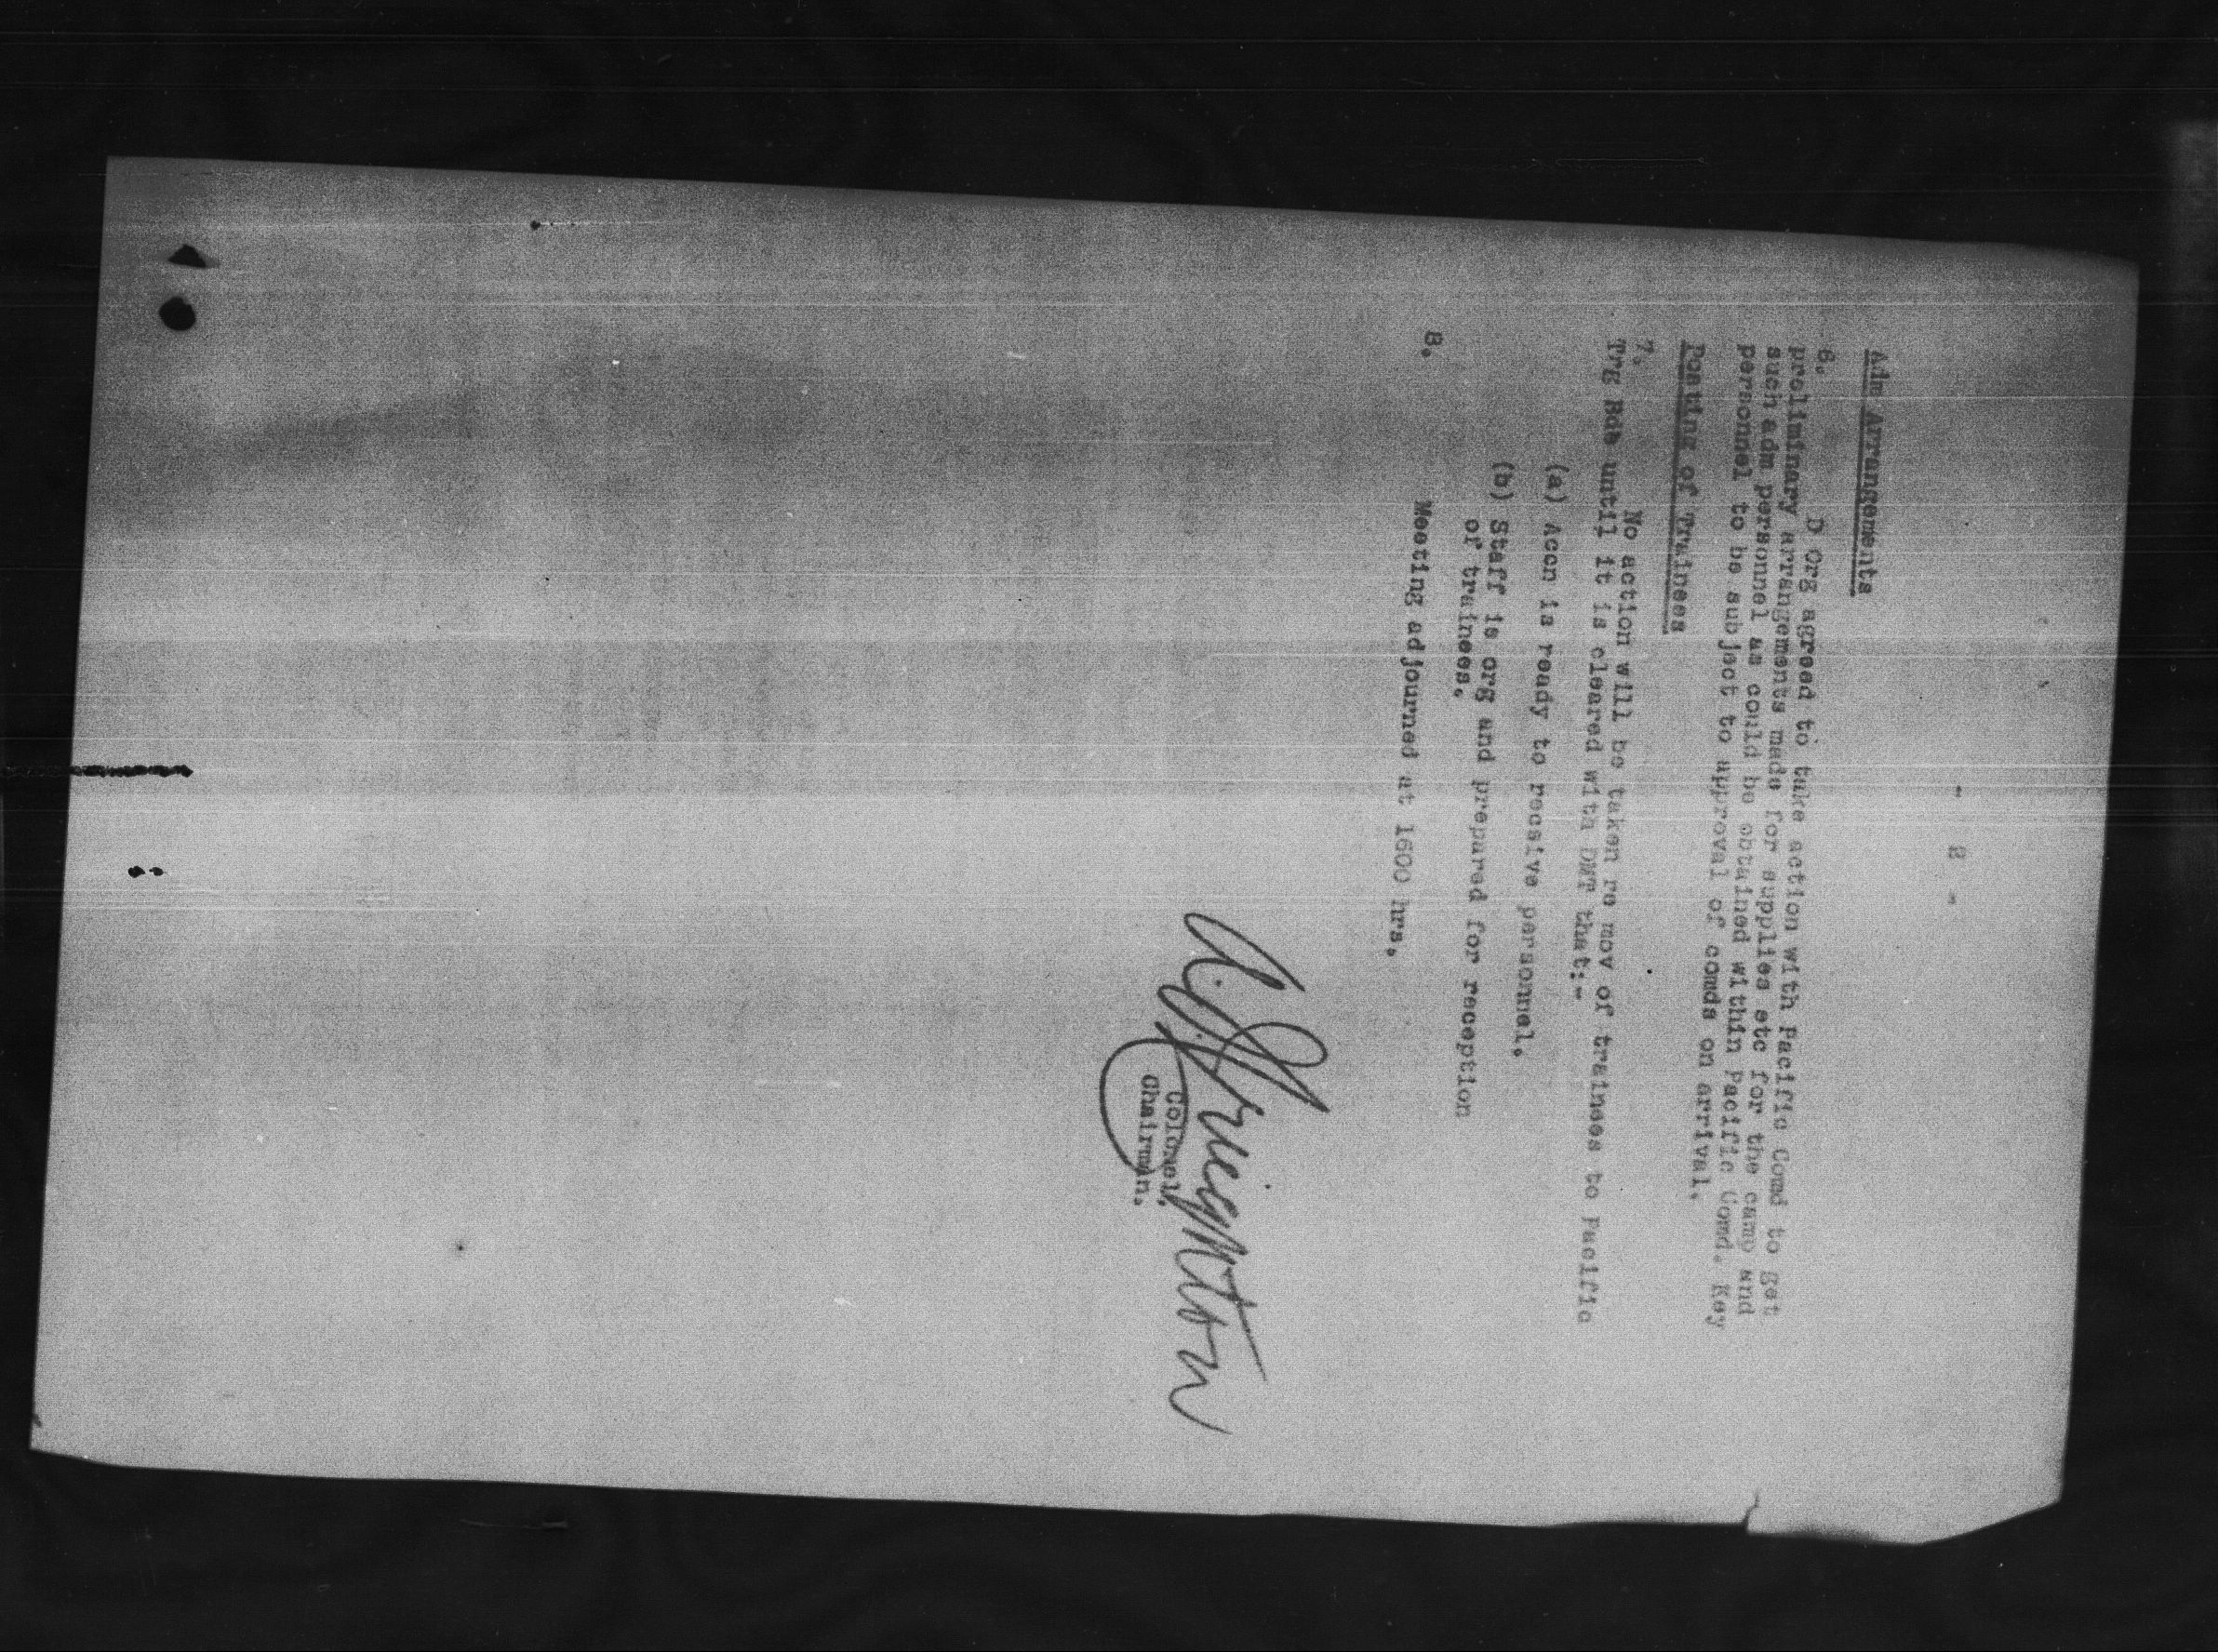 - 2 -
Adm Arrangements
6. D Org agreed to take action with Pacific Comd to get
preliminary arrangements made for supplies etc for the camp and
such adm personnel as could be obtained within Pacific Comd. Key
personnel to be subject to approval of comds on arrival.
Posting of Trainees
7. No action will be taken re mov of trainees to Pacific
Trg Bde until it is cleared with DMT that:-
(a) Accn is ready to receive personnel.
(b) Staff is org and prepared for reception
of trainees.
8. Meeting adjourned at 1600 hrs.
Colonel,
Chairman.